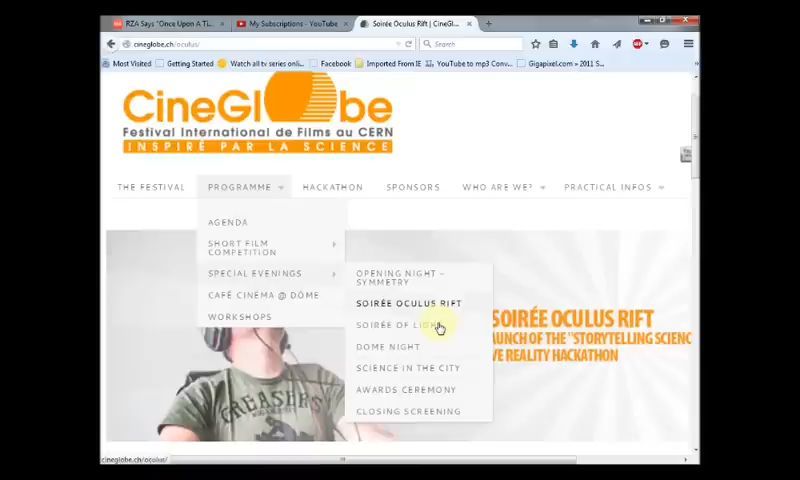 RZA Says "Once Upon A Ti...
My Subscriptions - YouTube
Soirée Oculus Rift | CineGl...
cineglobe.ch/oculus/
Search
Most Visited
Getting Started
Watch all tv series onli...
Facebook
Imported From IE
YouTube to mp3 Conv...
Gigapixel.com » 2011 S...
CineGlobe
Festival International de Films au CERN
INSPIRÉ PAR LA SCIENCE
THE FESTIVAL
PROGRAMME
HACKATHON
SPONSORS
WHO ARE WE?
PRACTICAL INFOS
AGENDA
SHORT FILM
COMPETITION
SPECIAL EVENINGS
CAFÉ CINÉMA @ DÔME
WORKSHOPS
OPENING NIGHT –
SYMMETRY
SOIRÉE OCULUS RIFT
SOIRÉE OF LIGHT
DOME NIGHT
SCIENCE IN THE CITY
AWARDS CEREMONY
CLOSING SCREENING
SOIRÉE OCULUS RIFT
AUNCH OF THE "STORYTELLING SCIENC
VE REALITY HACKATHON
GREASERS
cineglobe.ch/oculus/